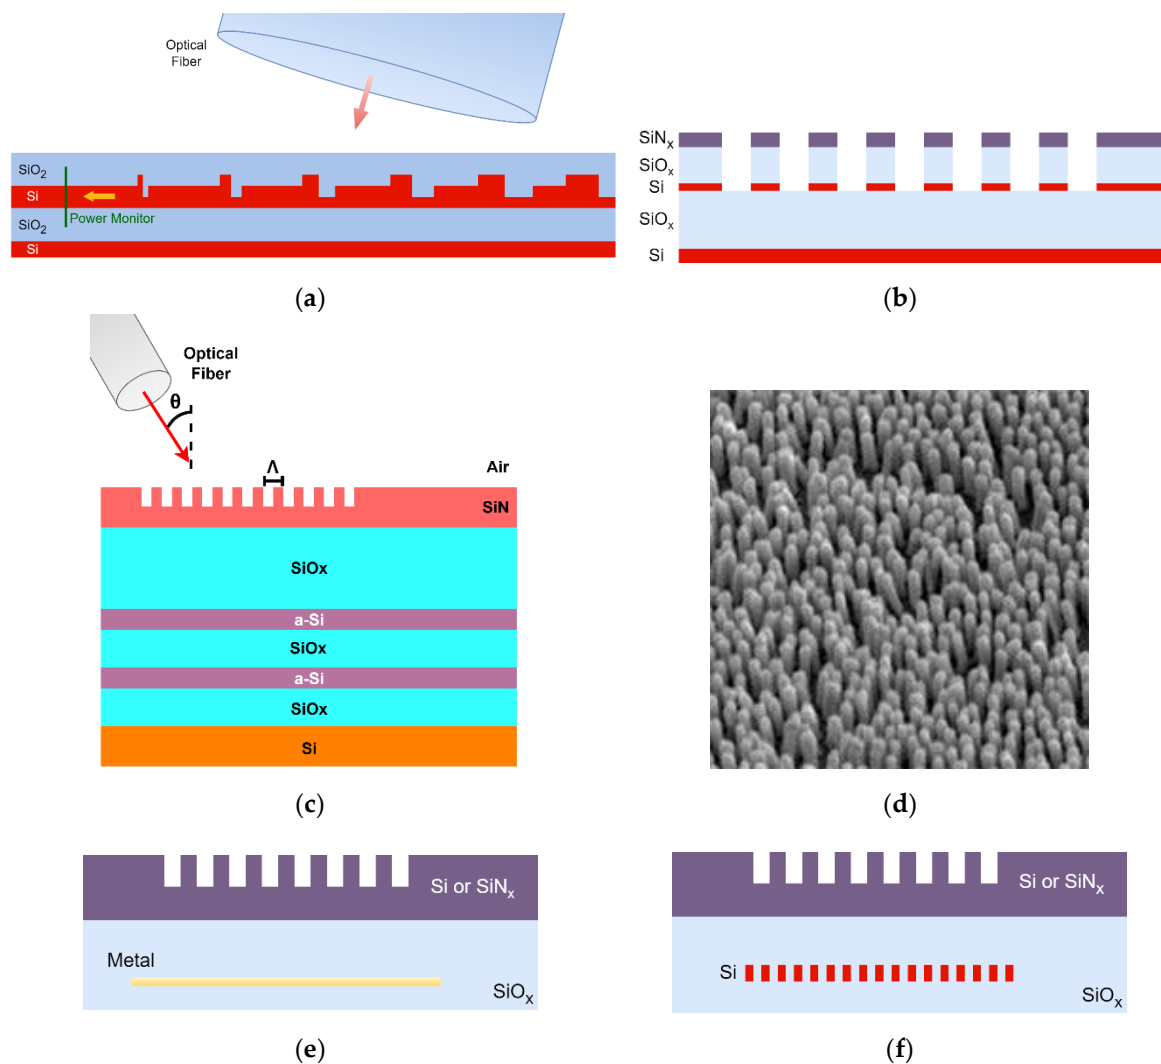 Optical
Fiber
SiO2
Si
Power Monitor
SiO2
Si
(a)
SiNx
SiOx
Si
SiOx
Si
(b)
Optical
Fiber
θ
Λ
Air
SiN
SiOx
a-Si
SiOx
a-Si
SiOx
Si
(c)
(d)
Si or SiNx
Metal
SiOx
(e)
Si or SiNx
Si
SiOx
(f)